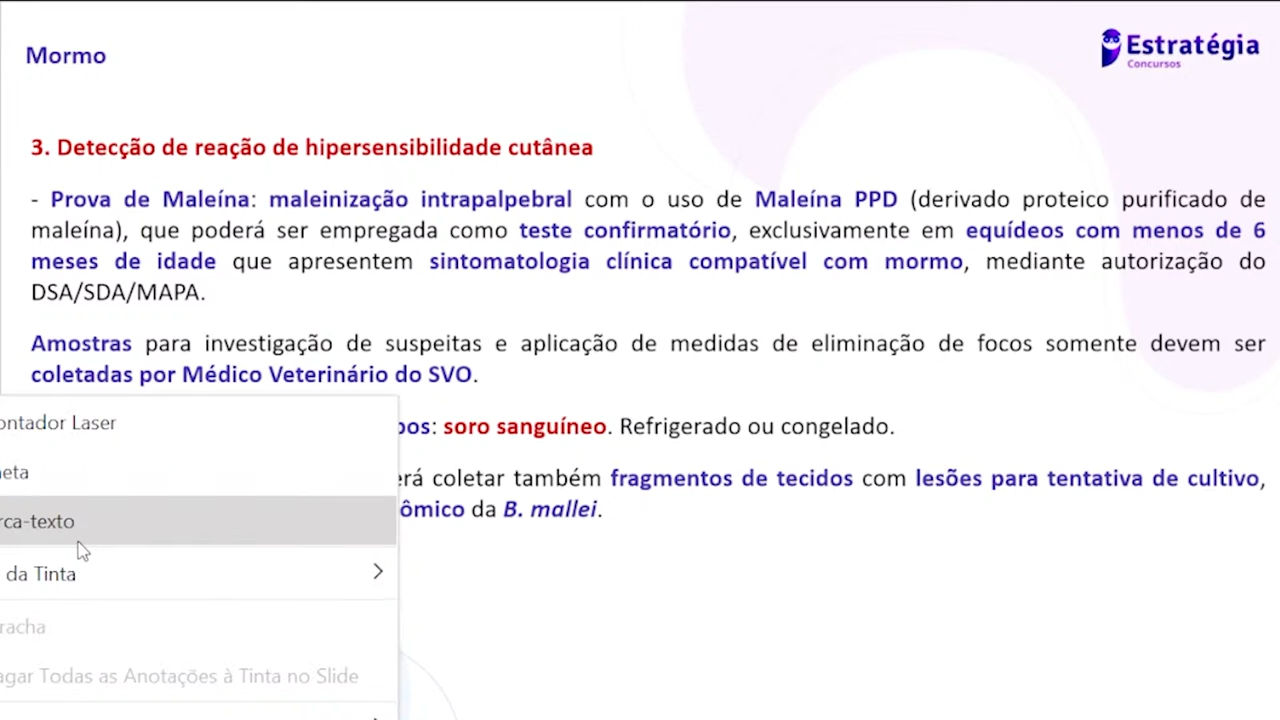 Mormo
Estratégia
Concursos
3. Detecção de reação de hipersensibilidade cutânea
- Prova de Maleína: maleinização intrapalpebral com o uso de Maleína PPD (derivado proteico purificado de
maleína), que poderá ser empregada como teste confirmatório, exclusivamente em equídeos com menos de 6
meses de idade que apresentem sintomatologia clínica compatível com mormo, mediante autorização do
DSA/SDA/MAPA.
Amostras para investigação de suspeitas e aplicação de medidas de eliminação de focos somente devem ser
coletadas por Médico Veterinário do SVO.
soro sanguíneo. Refrigerado ou congelado.
coletar também fragmentos de tecidos com lesões para tentativa de cultivo,
da B. mallei.
ontador Laser
eta
rca-texto
da Tinta
racha
agar Todas as Anotações à Tinta no Slide